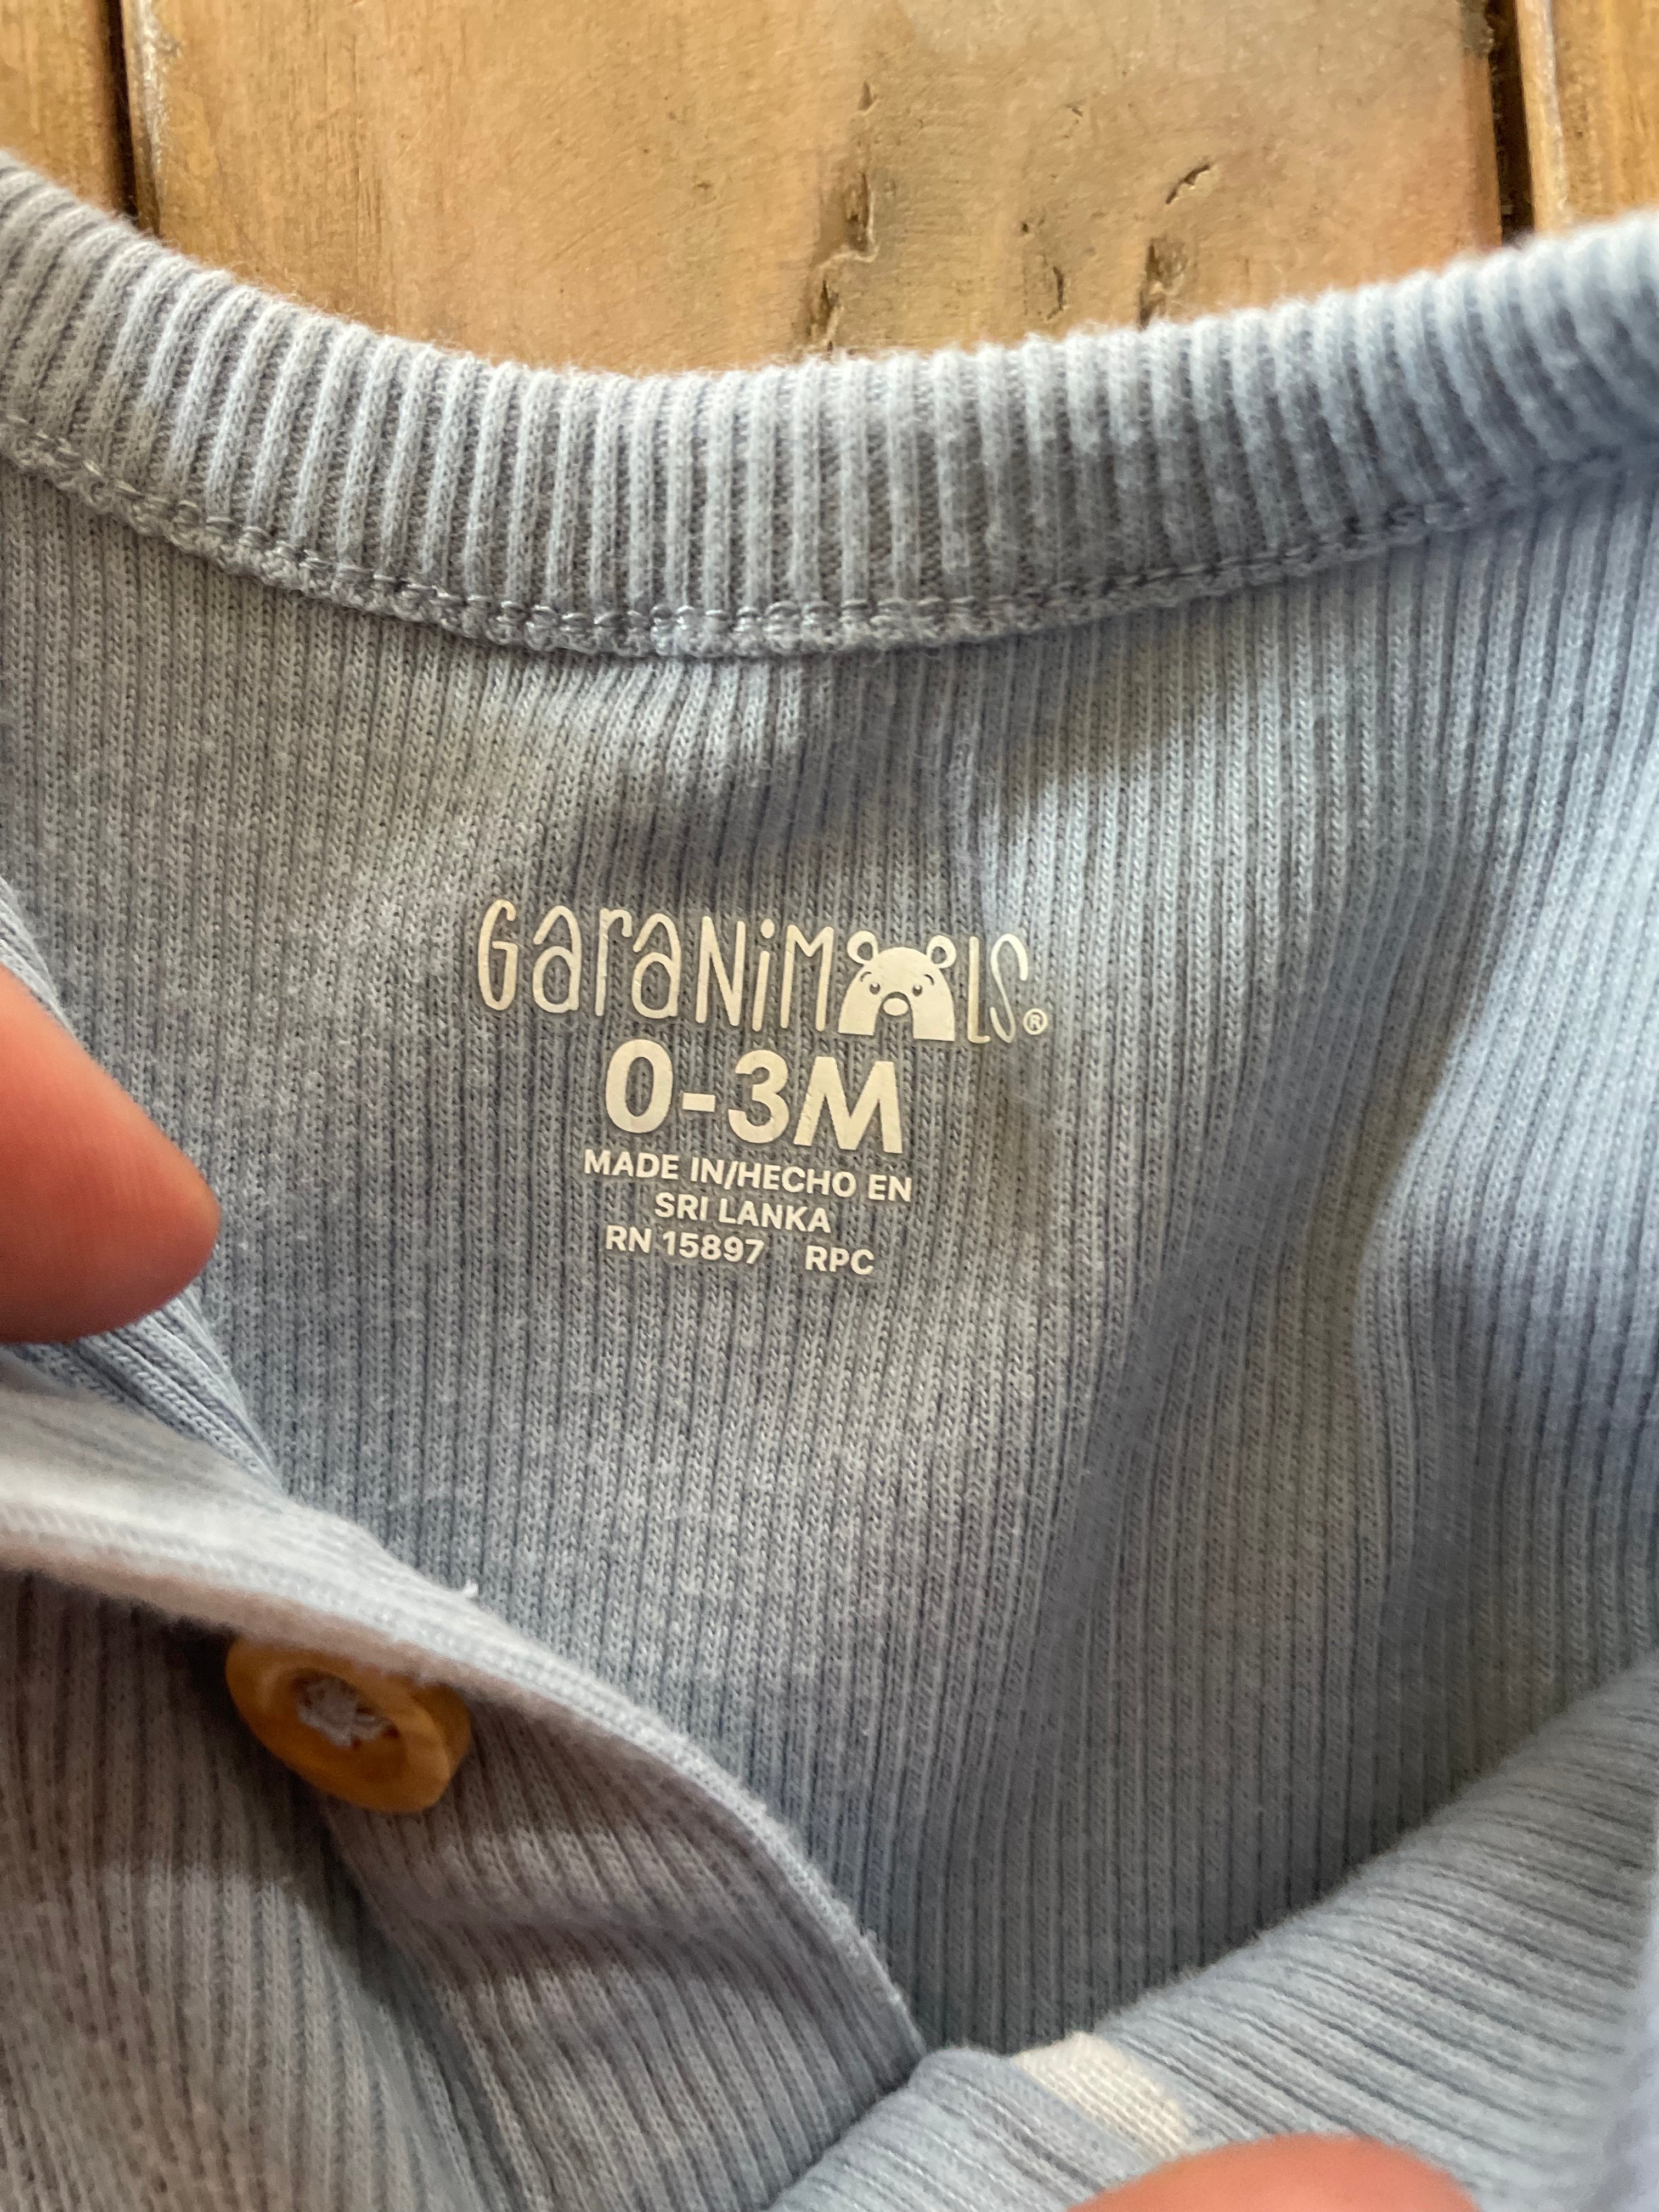 GaraNiMALS®
0-3M
MADE IN/HECHO EN
SRI LANKA
RN 15897 RPC